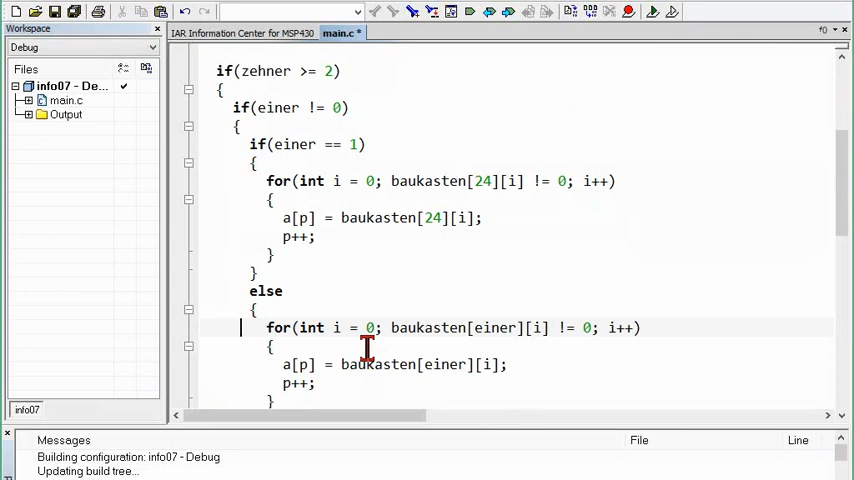 Workspace
IAR Information Center for MSP430
main.c *
f0
Debug
Files
info07 - De...
main.c
Output
if(zehner >= 2)
{
if(einer != 0)
{
if(einer == 1)
{
for(int i = 0; baukasten[24][i] != 0; i++)
{
a[p] = baukasten[24][i];
p++;
}
}
else
{
for(int i = 0; baukasten[einer][i] != 0; i++)
{
a[p] = baukasten[einer][i];
p++;
}
info07
Messages
File
Line
Building configuration: info07 - Debug
Updating build tree...